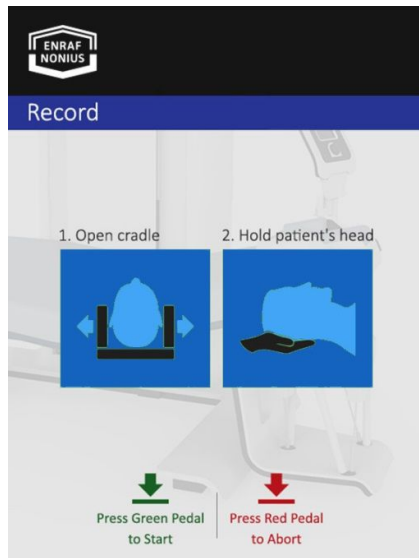 ENRAF
NONIUS
Record
1. Open cradle
2. Hold patient's head
Press Green Pedal
to Start
Press Red Pedal
to Abort